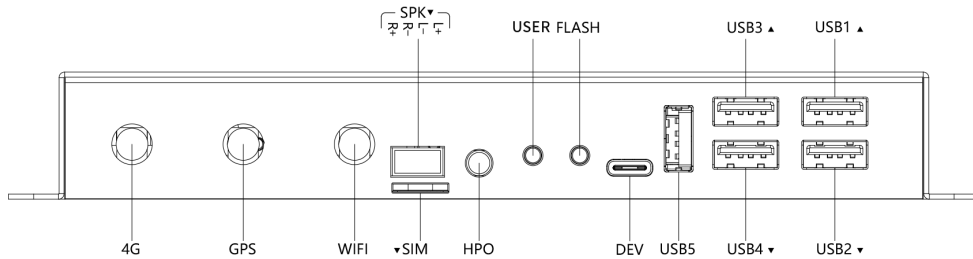 SPK▼
R+ R- L- L+
USER FLASH
USB3 ▲
USB1 ▲
4G
GPS
WIFI
▼SIM
HPO
DEV
USB5
USB4 ▼
USB2 ▼